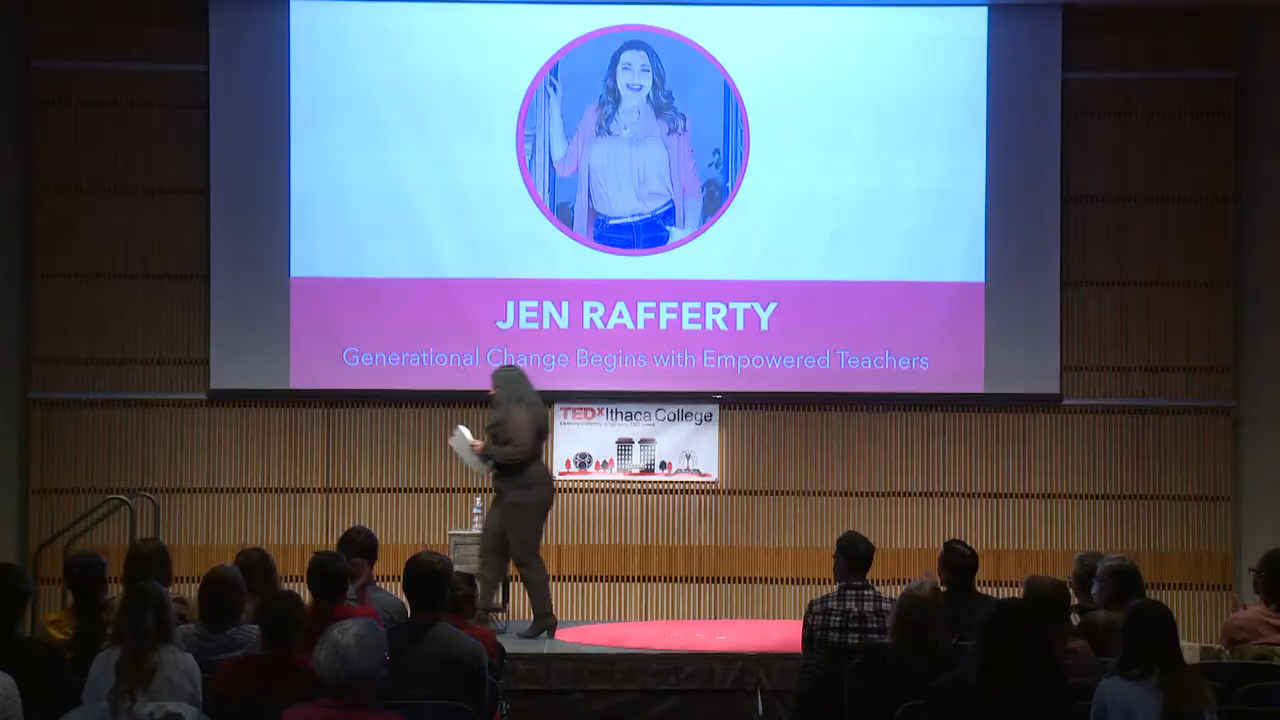 JEN RAFFERTY
Generational Change Begins with Empowered Teachers
TEDxIthaca College